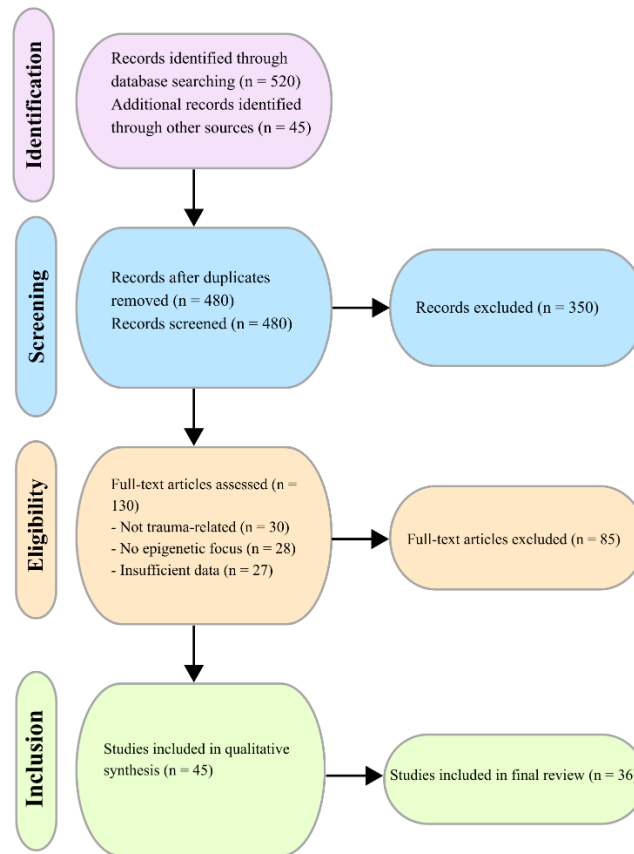 Identification
Records identified through
database searching (n = 520)
Additional records identified
through other sources (n = 45)
Screening
Records after duplicates
removed (n = 480)
Records screened (n = 480)
Records excluded (n = 350)
Eligibility
Full-text articles assessed (n =
130)
- Not trauma-related (n = 30)
- No epigenetic focus (n = 28)
- Insufficient data (n = 27)
Full-text articles excluded (n = 85)
Inclusion
Studies included in qualitative
synthesis (n = 45)
Studies included in final review (n = 36)